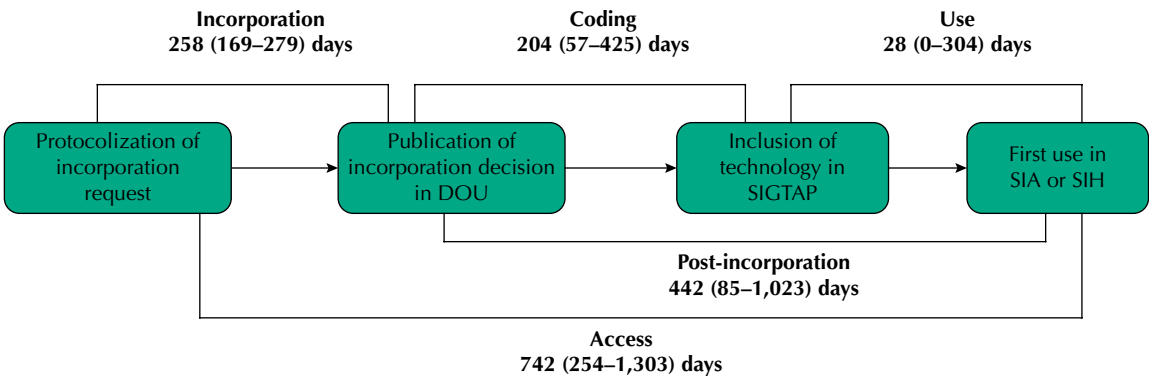 Incorporation
258 (169–279) days
Coding
204 (57–425) days
Use
28 (0–304) days
Protocolization of
incorporation
request
Publication of
incorporation decision
in DOU
Inclusion of
technology in
SIGTAP
First use in
SIA or SIH
Post-incorporation
442 (85–1,023) days
Access
742 (254–1,303) days